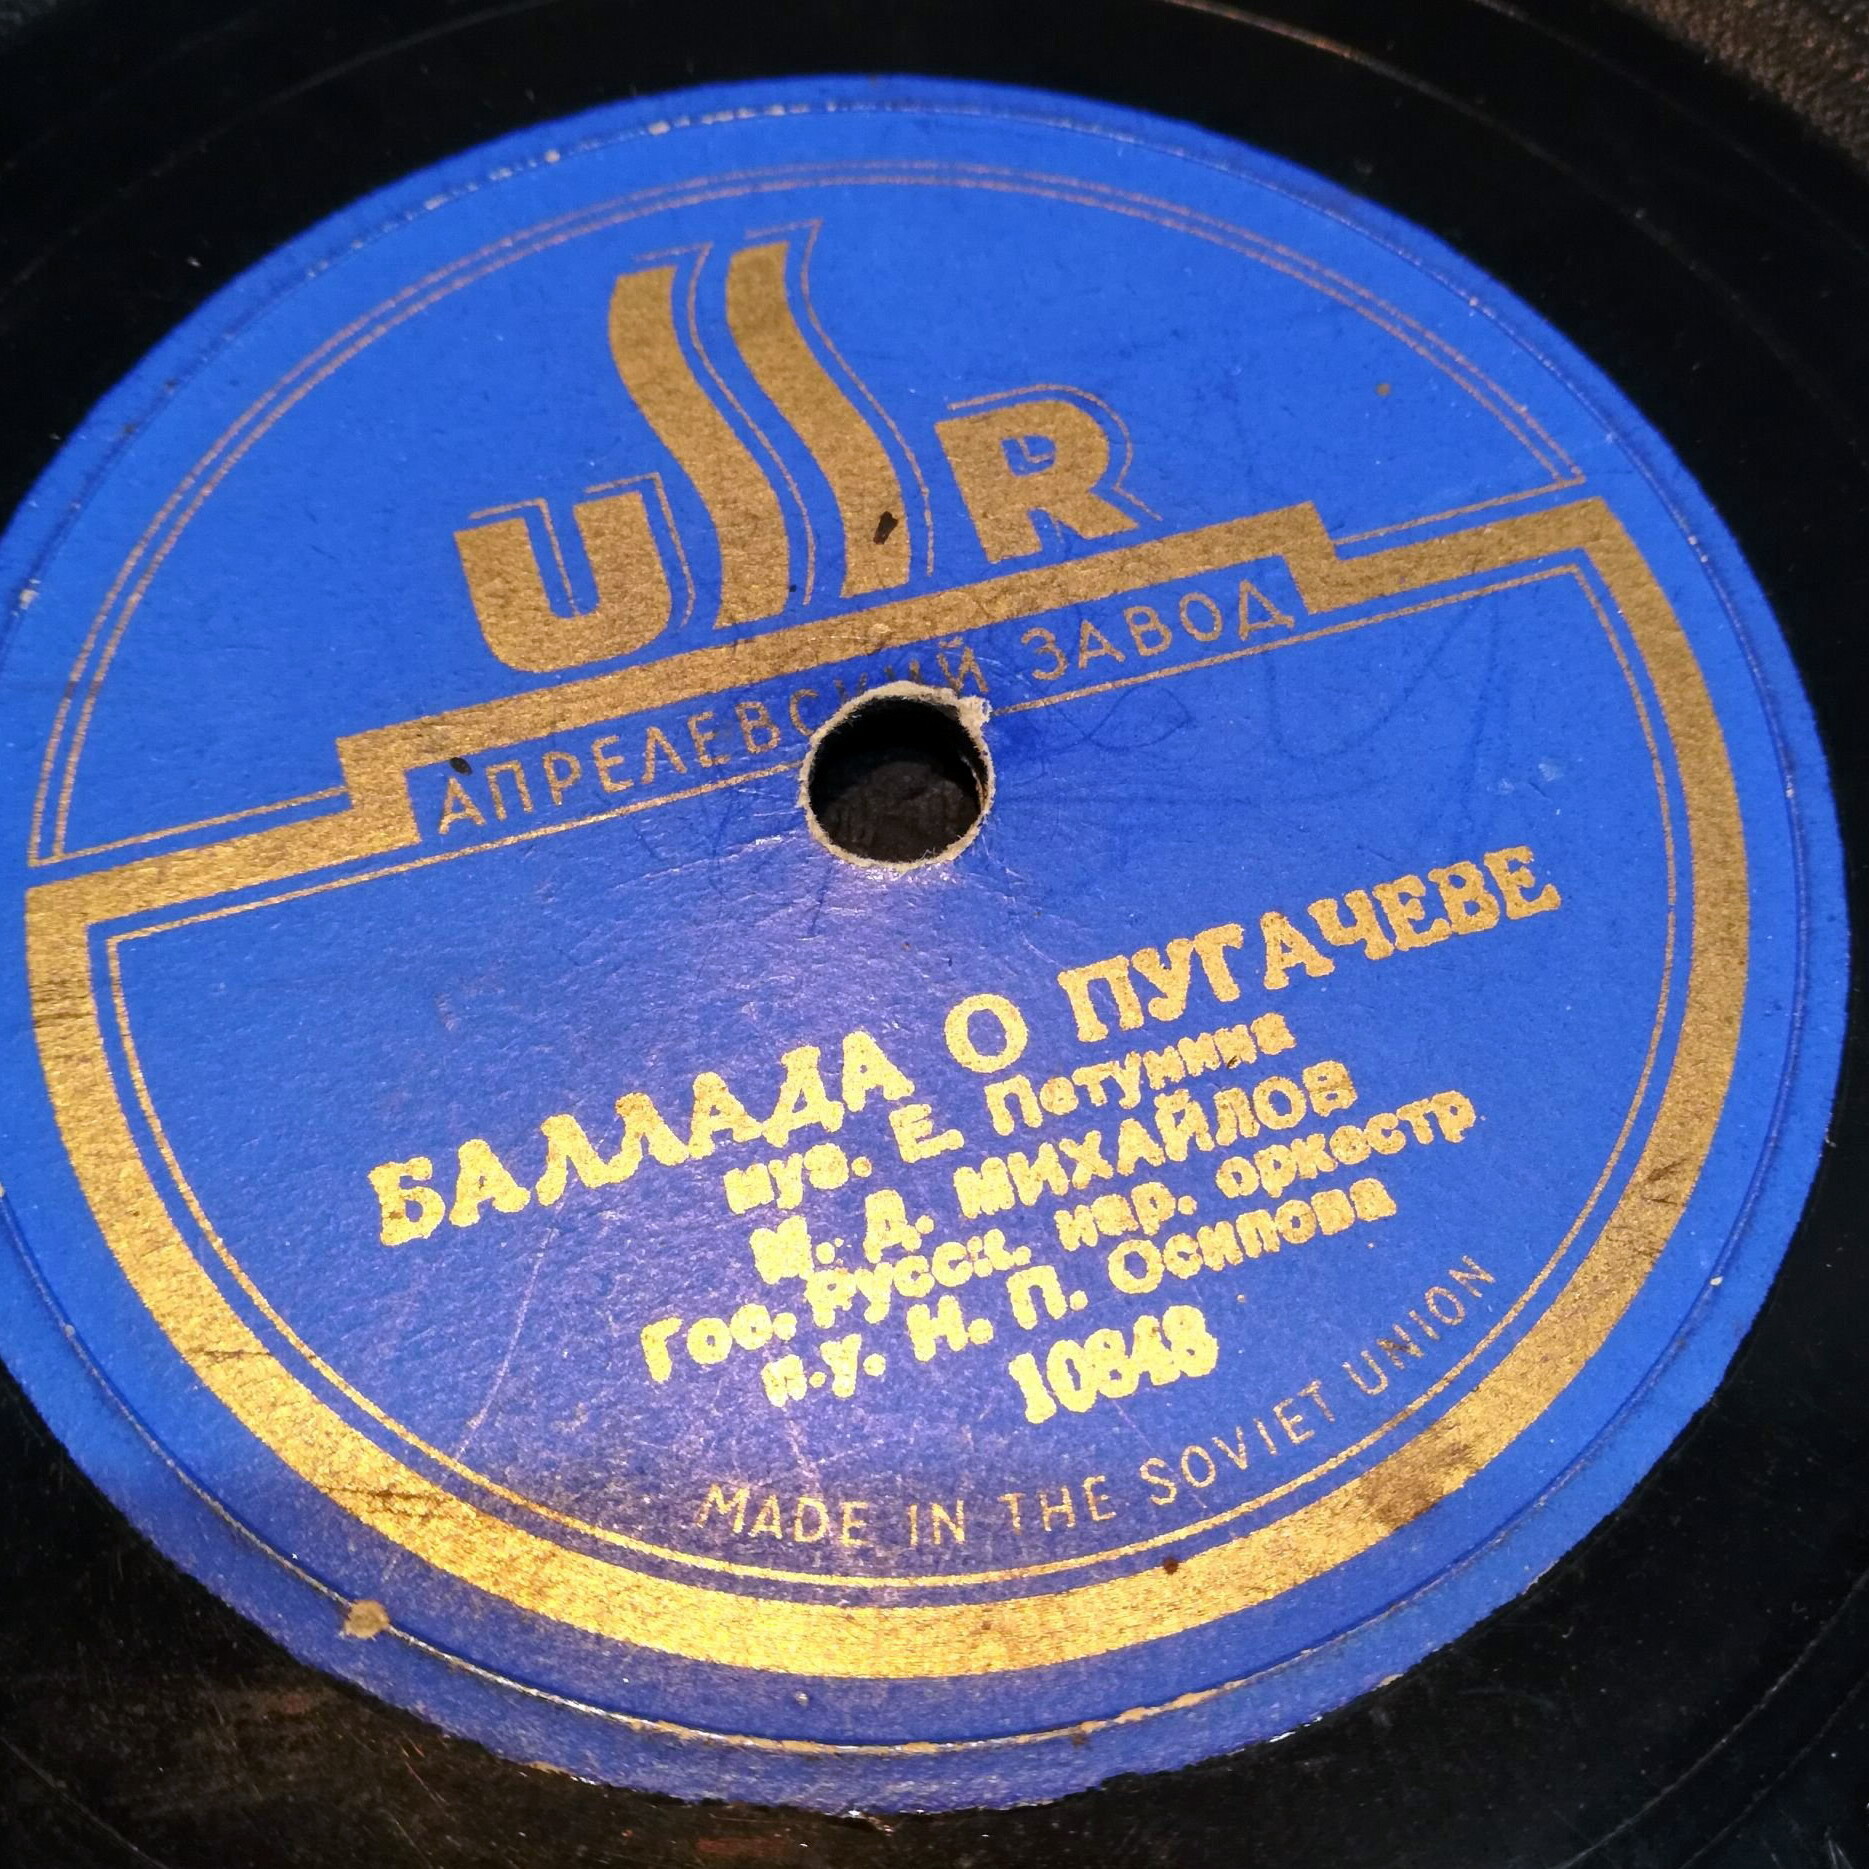 USSR
АПРЕЛЕВСКИЙ ЗАВОД
БАЛЛАДА О ПУГАЧЕВЕ
муз. Е. Петунина
М. Д. МИХАЙЛОВ
Гос. Русск. нар. оркестр
п.у. Н. П. Осипова
10848
MADE IN THE SOVIET UNION